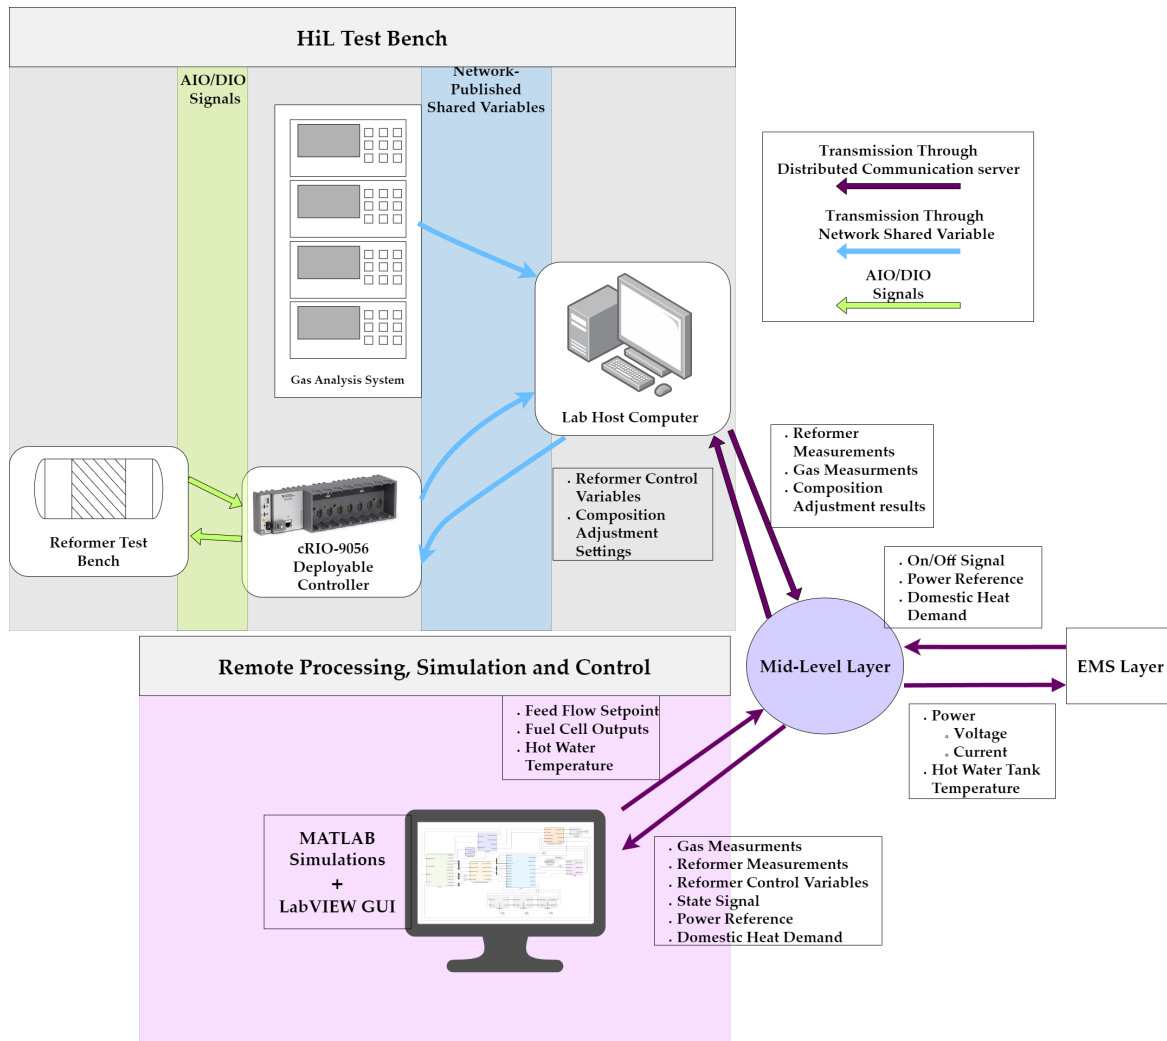 HiL Test Bench
AIO/DIO
Signals
Network-
Published
Shared Variables
Gas Analysis System
Lab Host Computer
Reformer Test
Bench
cRIO-9056
Deployable
Controller
. Reformer Control
Variables
. Composition
Adjustment
Settings
Transmission Through
Distributed Communication server
Transmission Through
Network Shared Variable
AIO/DIO
Signals
. Reformer
Measurements
. Gas Measurments
. Composition
Adjustment results
. On/Off Signal
. Power Reference
. Domestic Heat
Demand
Mid-Level Layer
EMS Layer
. Power
◦ Voltage
◦ Current
. Hot Water Tank
Temperature
Remote Processing, Simulation and Control
. Feed Flow Setpoint
. Fuel Cell Outputs
. Hot Water
Temperature
MATLAB
Simulations
+
LabVIEW GUI
. Gas Measurments
. Reformer Measurements
. Reformer Control Variables
. State Signal
. Power Reference
. Domestic Heat Demand